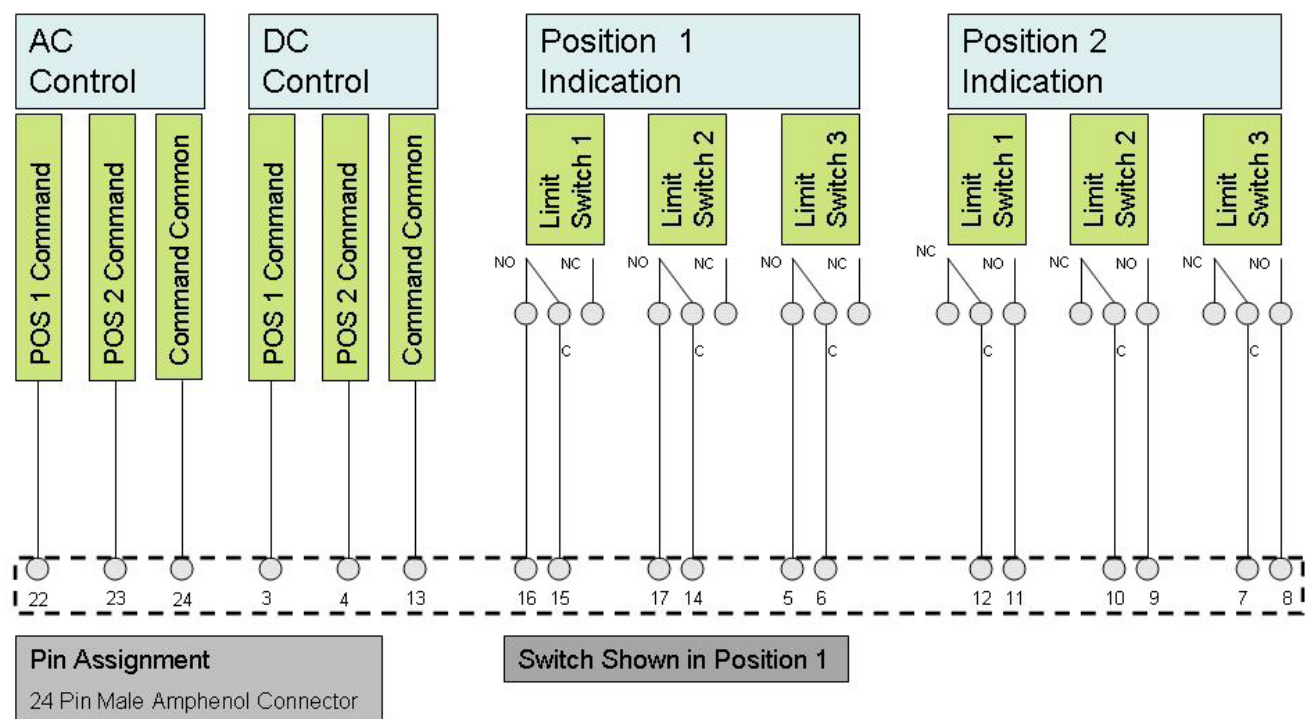 AC
Control
DC
Control
Position 1
Indication
Position 2
Indication
POS 1 Command
POS 2 Command
Command Common
POS 1 Command
POS 2 Command
Command Common
Limit
Switch 1
Limit
Switch 2
Limit
Switch 3
Limit
Switch 1
Limit
Switch 2
Limit
Switch 3
NO NC NO NC NO NC NC NO NC NO NC NO
C C C C C C
22 23 24 3 4 13 16 15 17 14 5 6 12 11 10 9 7 8
Pin Assignment
24 Pin Male Amphenol Connector
Switch Shown in Position 1